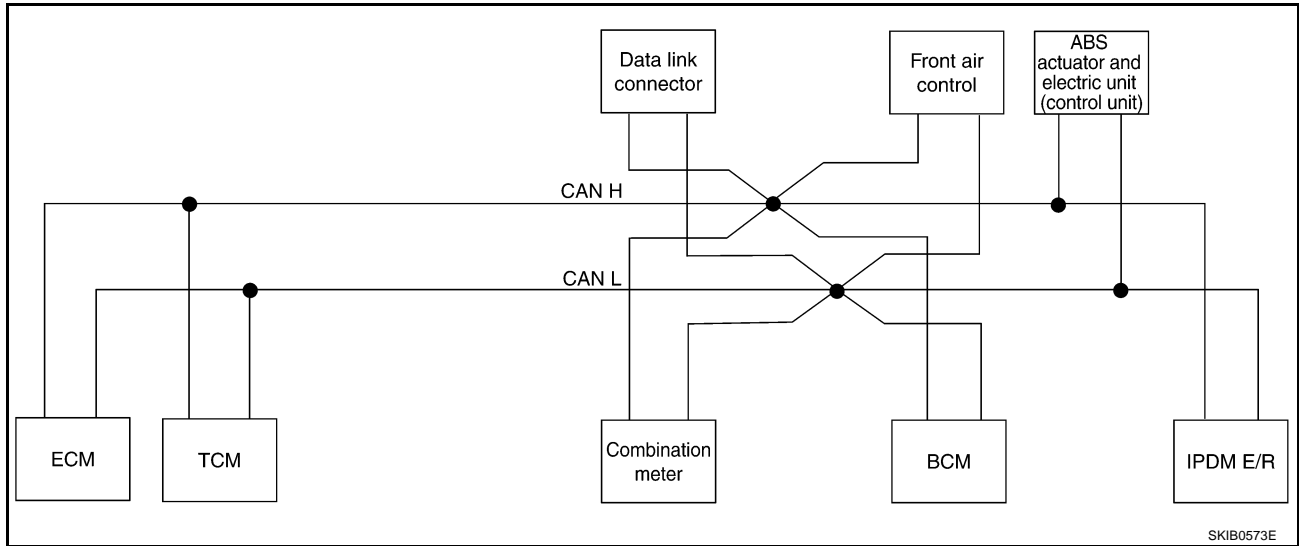 Data link
connector
Front air
control
ABS
actuator and
electric unit
(control unit)
CAN H
CAN L
ECM
TCM
Combination
meter
BCM
IPDM E/R
SKIB0573E